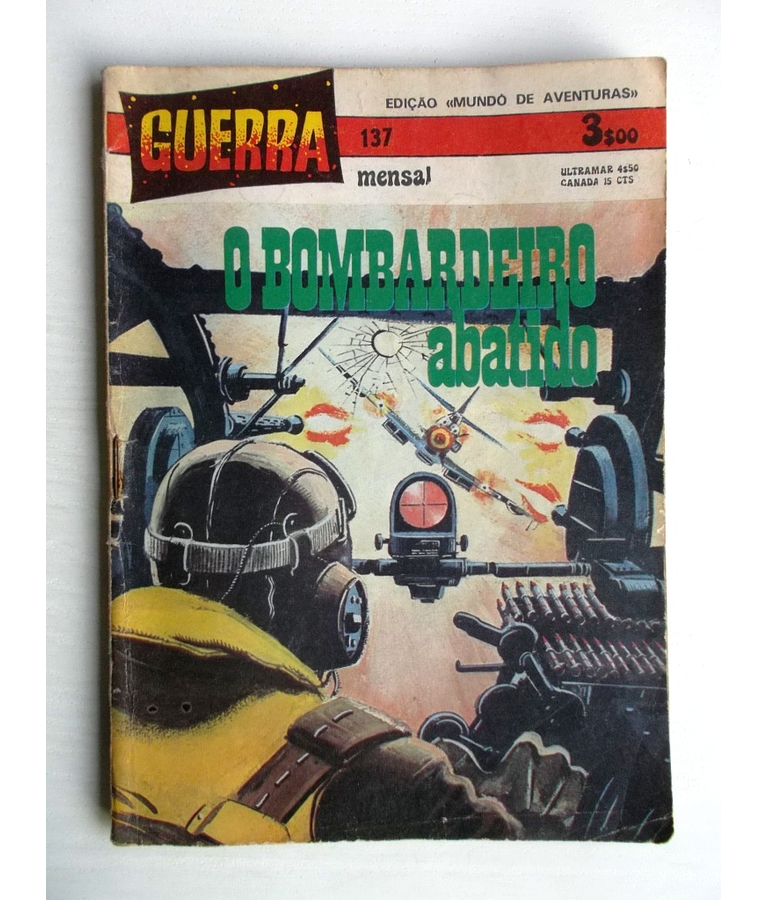 EDIÇÃO «MUNDO DE AVENTURAS»
GUERRA
137
3$00
mensal
ULTRAMAR 4$50
CANADA 15 CTS
O BOMBARDEIRO
abatido